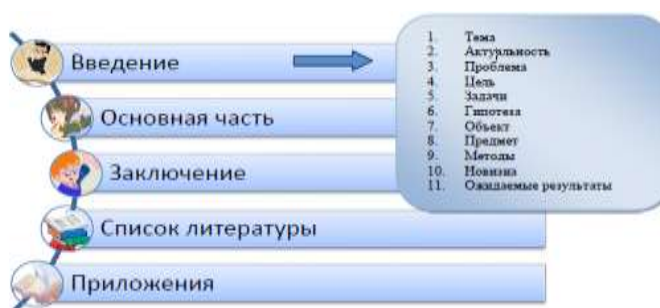 Введение
Основная часть
Заключение
Список литературы
Приложения
1. Тема
2. Актуальность
3. Проблема
4. Цель
5. Задачи
6. Гипотеза
7. Объект
8. Предмет
9. Методы
10. Новизна
11. Ожидаемые результаты